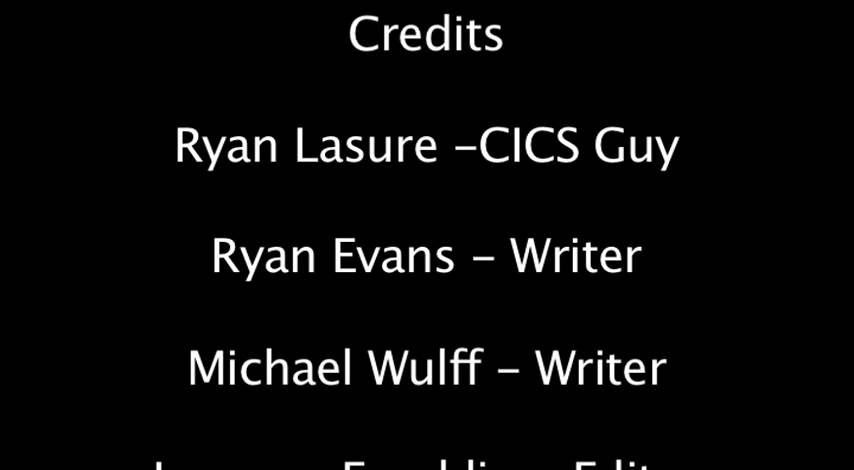 Credits
Ryan Lasure -CICS Guy
Ryan Evans - Writer
Michael Wulff - Writer